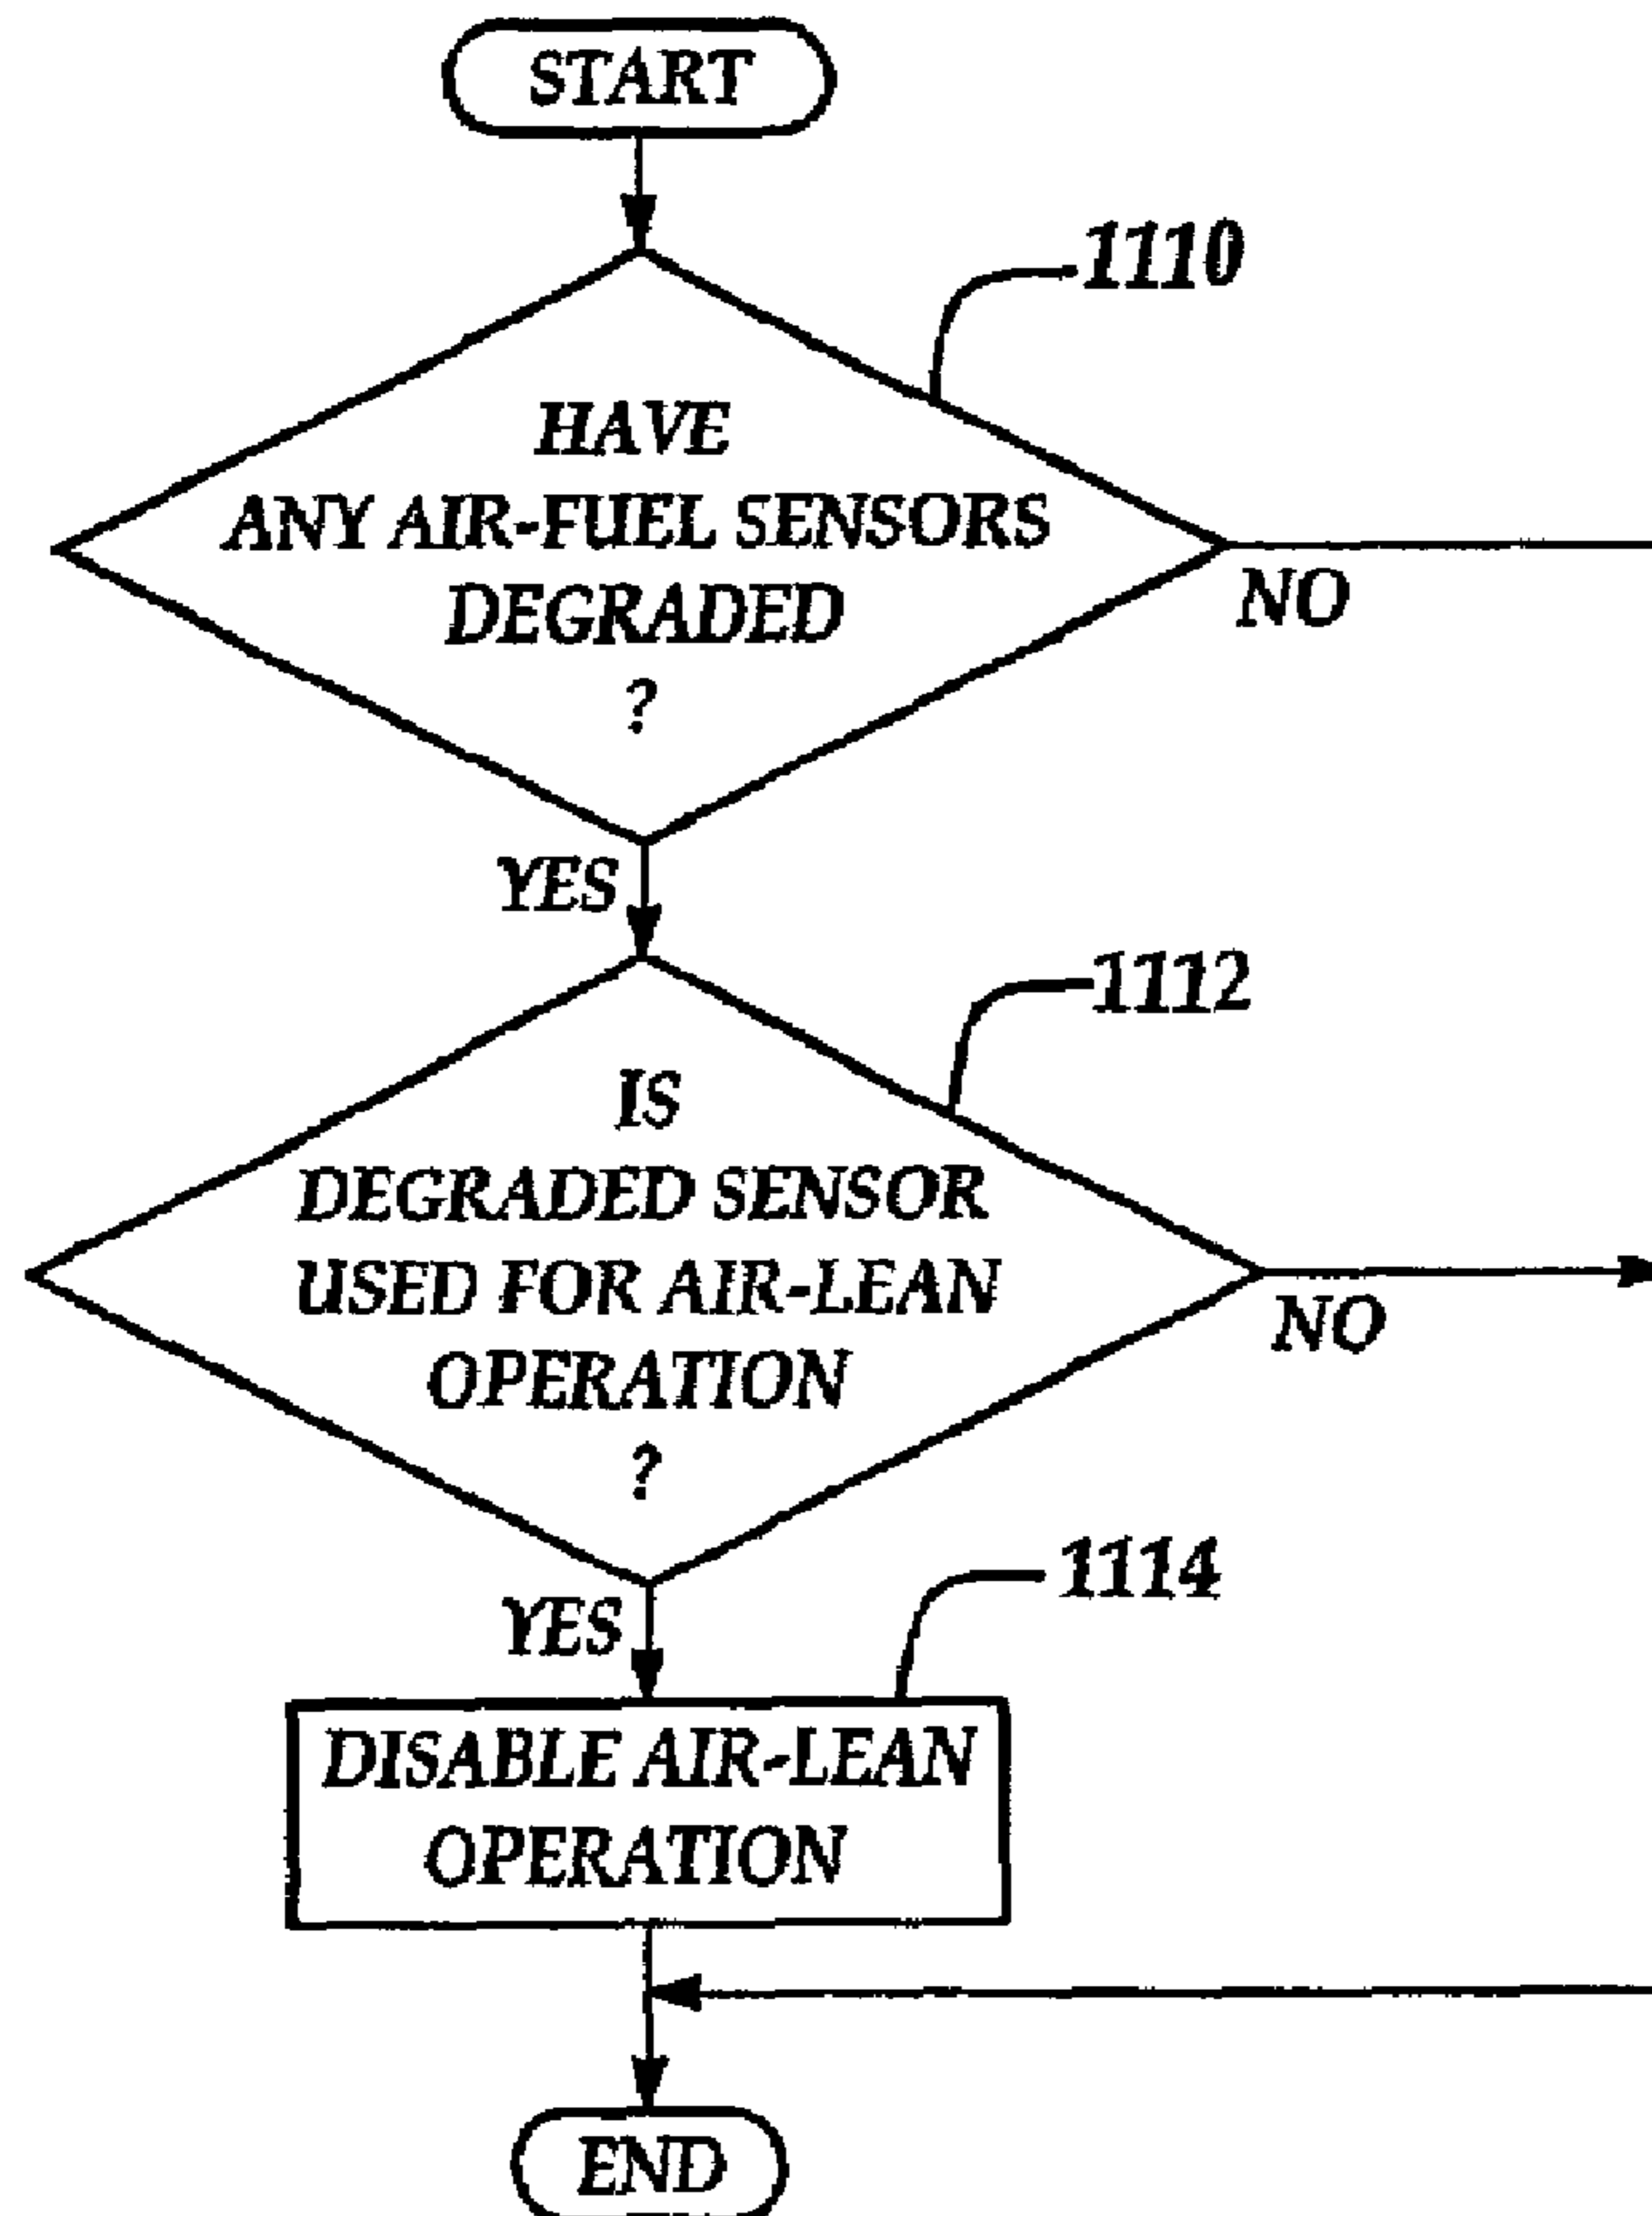 START
1110
HAVE
ANY AIR-FUEL SENSORS
DEGRADED
?
NO
YES
1112
IS
DEGRADED SENSOR
USED FOR AIR-LEAN
OPERATION
?
NO
YES
1114
DISABLE AIR-LEAN
OPERATION
END